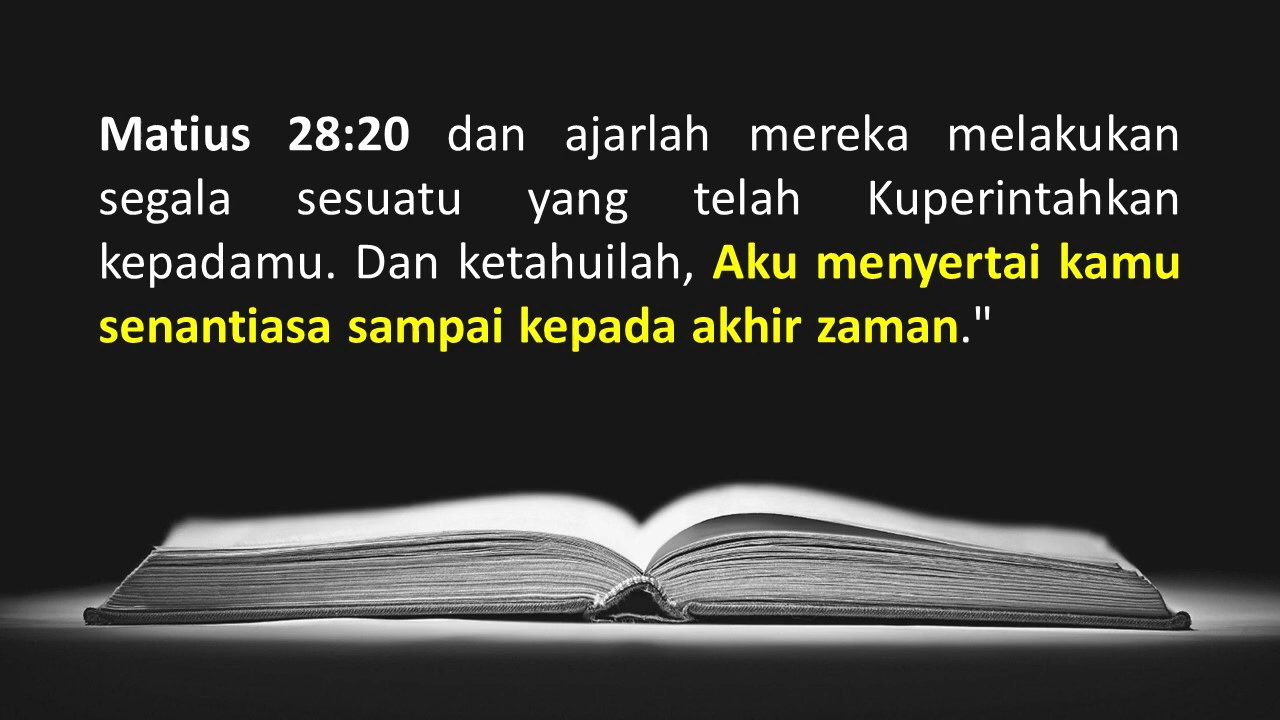 Matius 28:20 dan ajarlah mereka melakukan
segala sesuatu yang telah Kuperintahkan
kepadamu. Dan ketahuilah, Aku menyertai kamu
senantiasa sampai kepada akhir zaman."